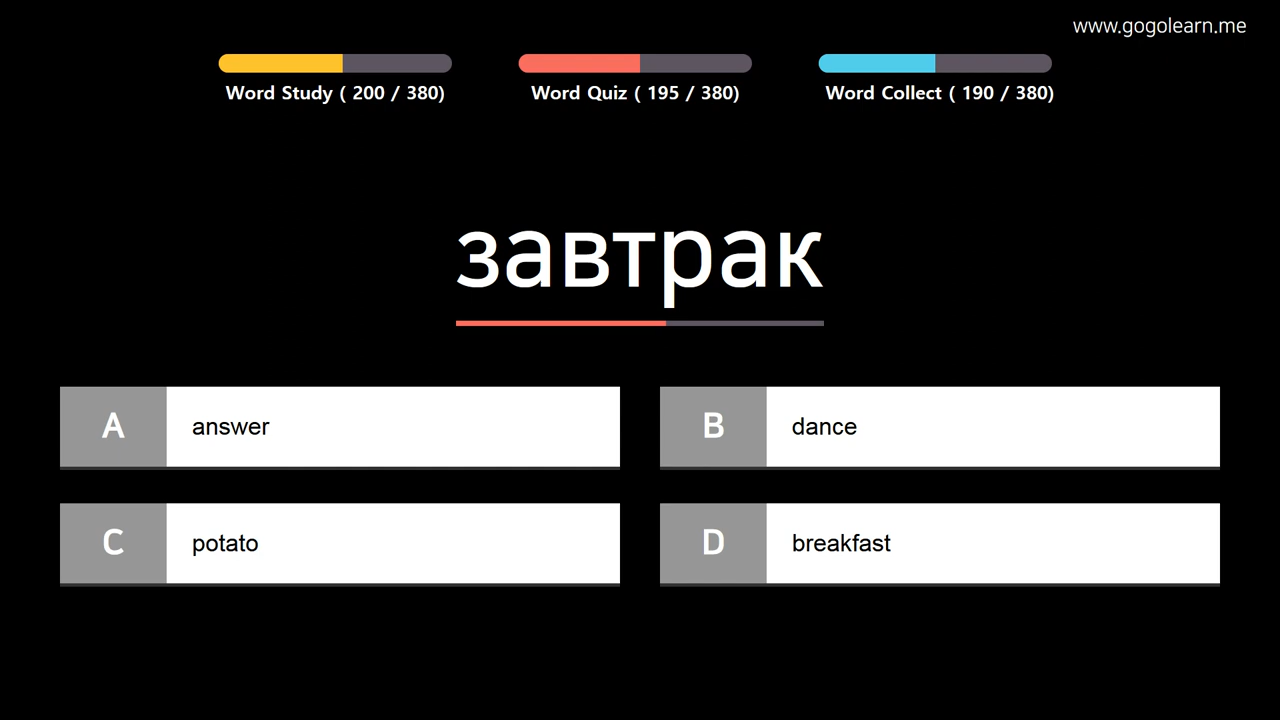 www.gogolearn.me
Word Study ( 200 / 380)
Word Quiz ( 195 / 380)
Word Collect ( 190 / 380)
завтрак
A answer
B dance
C potato
D breakfast